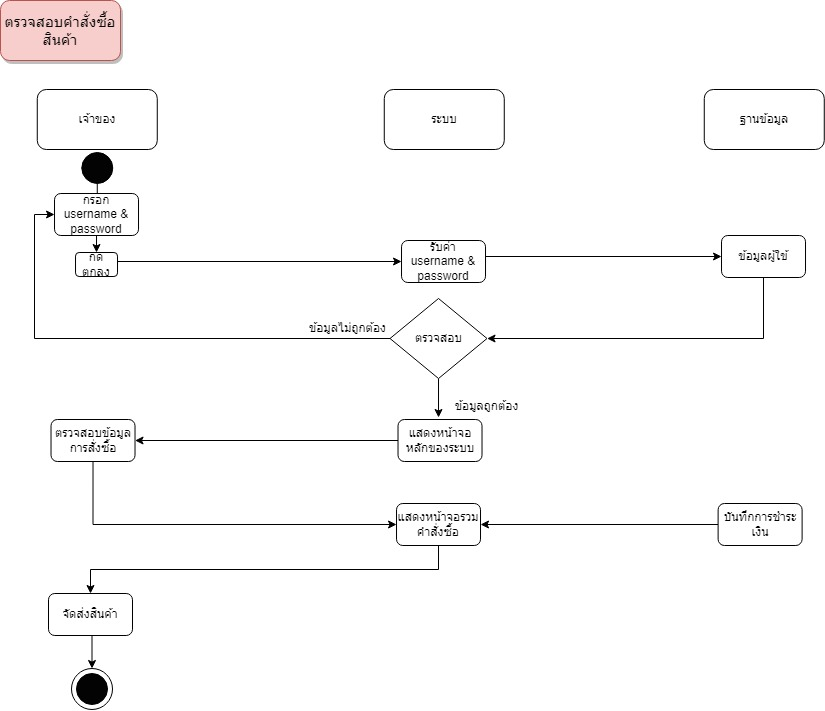 ตรวจสอบคำสั่งซื้อ
สินค้า
เจ้าของ
ระบบ
ฐานข้อมูล
กรอก
username &
password
กด
ตกลง
รับค่า
username &
password
ข้อมูลผู้ใช้
ข้อมูลไม่ถูกต้อง
ตรวจสอบ
ข้อมูลถูกต้อง
ตรวจสอบข้อมูล
การสั่งซื้อ
แสดงหน้าจอ
หลักของระบบ
แสดงหน้าจอรวม
คำสั่งซื้อ
บันทึกการชำระ
เงิน
จัดส่งสินค้า